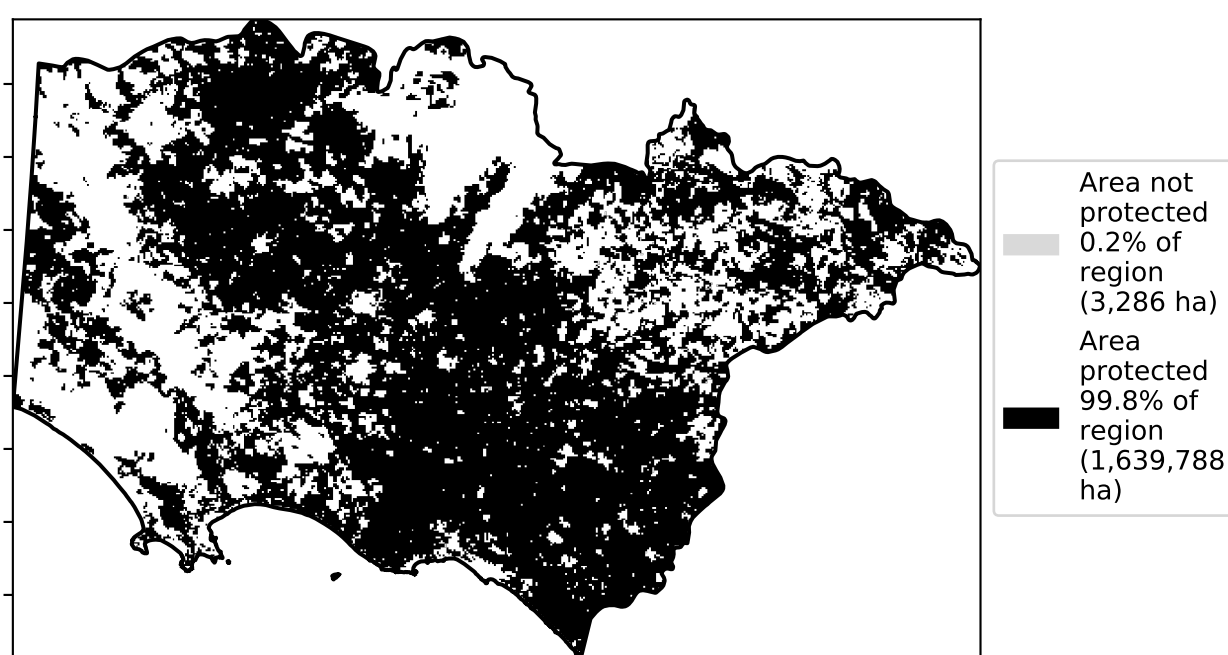 Area not
protected
0.2% of
region
(3,286 ha)
Area
protected
99.8% of
region
(1,639,788
ha)